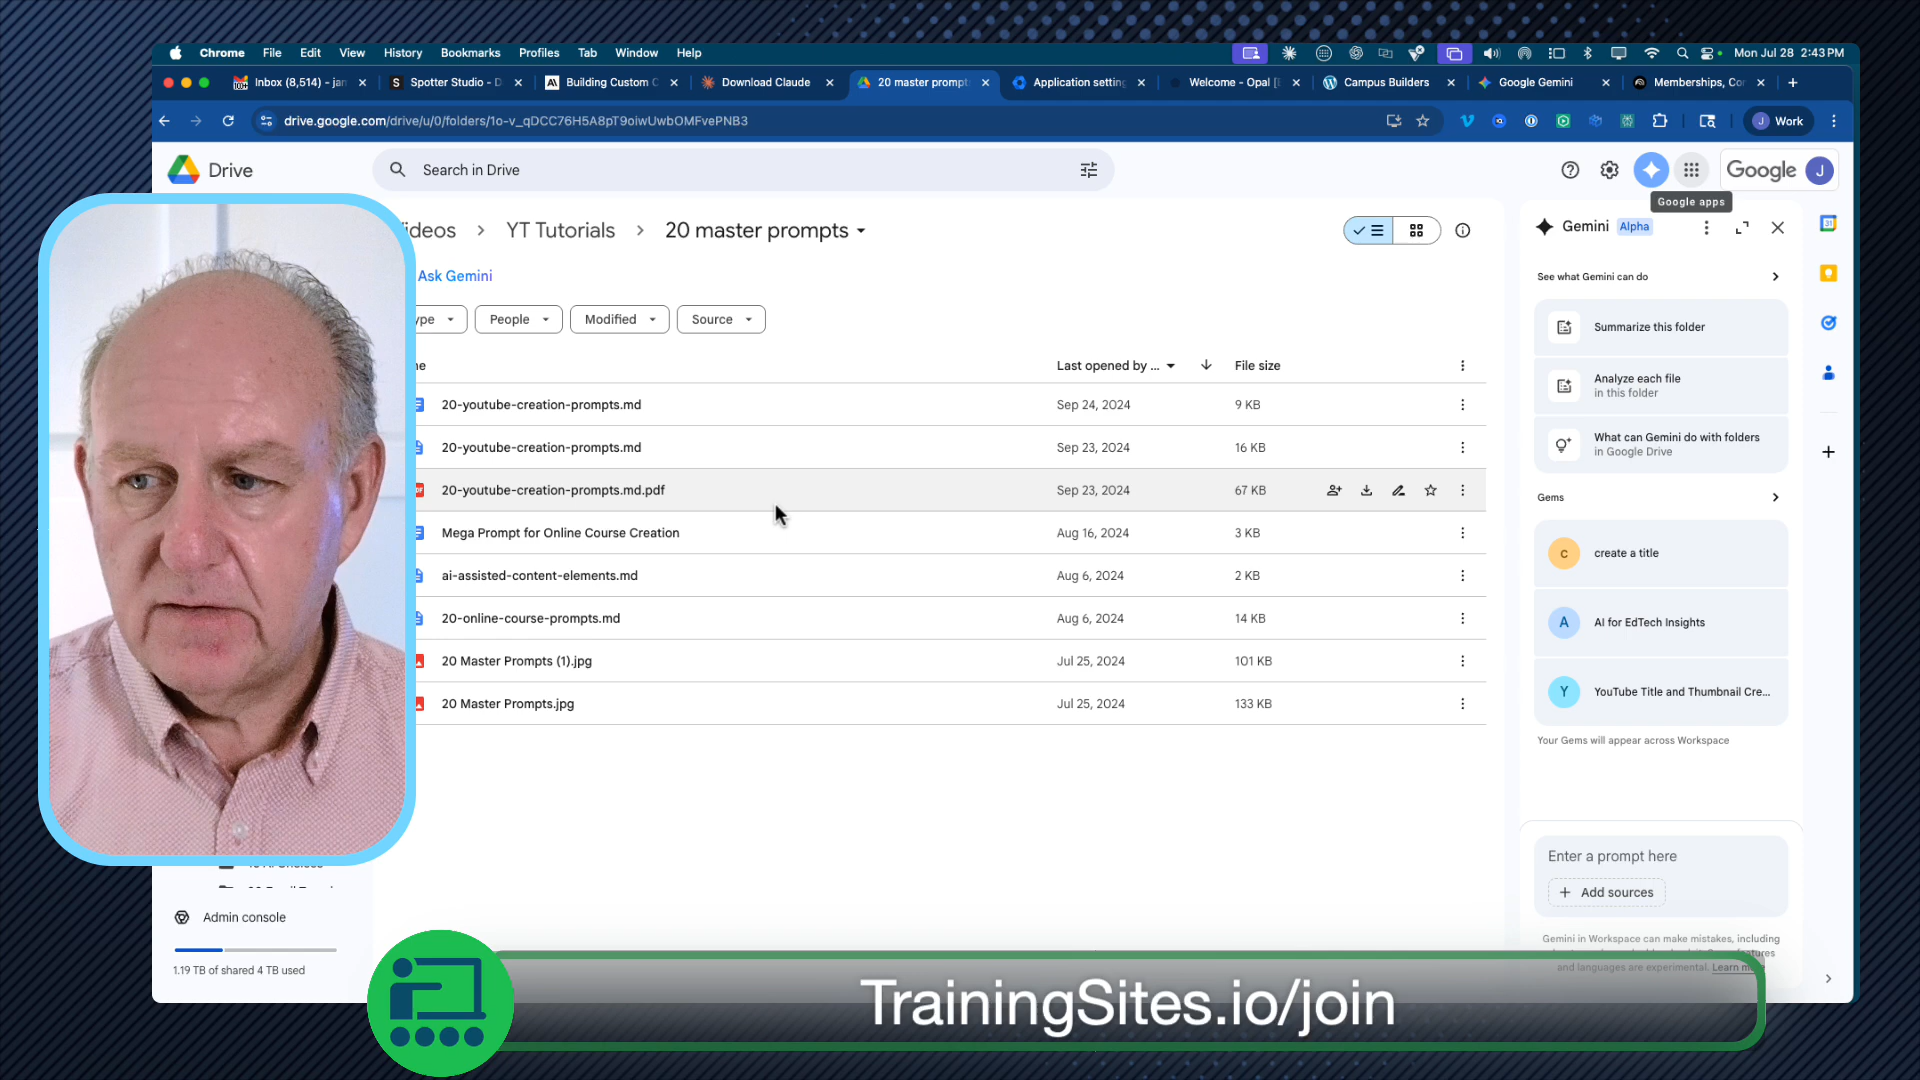 Chrome File Edit View History Bookmarks Profiles Tab Window Help Mon Jul 28 2:43 PM
Inbox (8,514) - jan Spotter Studio - D Building Custom C Download Claude 20 master prompt Application setting Welcome - Opal [E Campus Builders Google Gemini Memberships, Cor
drive.google.com/drive/u/0/folders/1o-v_qDCC76H5A8pT9oiwUwbOMFvePNB3 J Work
Drive Search in Drive Google J
Google apps
ideos YT Tutorials 20 master prompts
Gemini Alpha
Ask Gemini
See what Gemini can do
ype People Modified Source
Summarize this folder
me Last opened by ... File size
Analyze each file
in this folder
20-youtube-creation-prompts.md Sep 24, 2024 9 KB
What can Gemini do with folders
in Google Drive
20-youtube-creation-prompts.md Sep 23, 2024 16 KB
20-youtube-creation-prompts.md.pdf Sep 23, 2024 67 KB
Gems
Mega Prompt for Online Course Creation Aug 16, 2024 3 KB
c create a title
ai-assisted-content-elements.md Aug 6, 2024 2 KB
20-online-course-prompts.md Aug 6, 2024 14 KB
A AI for EdTech Insights
20 Master Prompts (1).jpg Jul 25, 2024 101 KB
Y YouTube Title and Thumbnail Cre...
20 Master Prompts.jpg Jul 25, 2024 133 KB
Your Gems will appear across Workspace
Enter a prompt here
Add sources
Admin console
Gemini in Workspace can make mistakes, including
and languages are experimental. Learn
1.19 TB of shared 4 TB used
TrainingSites.io/join